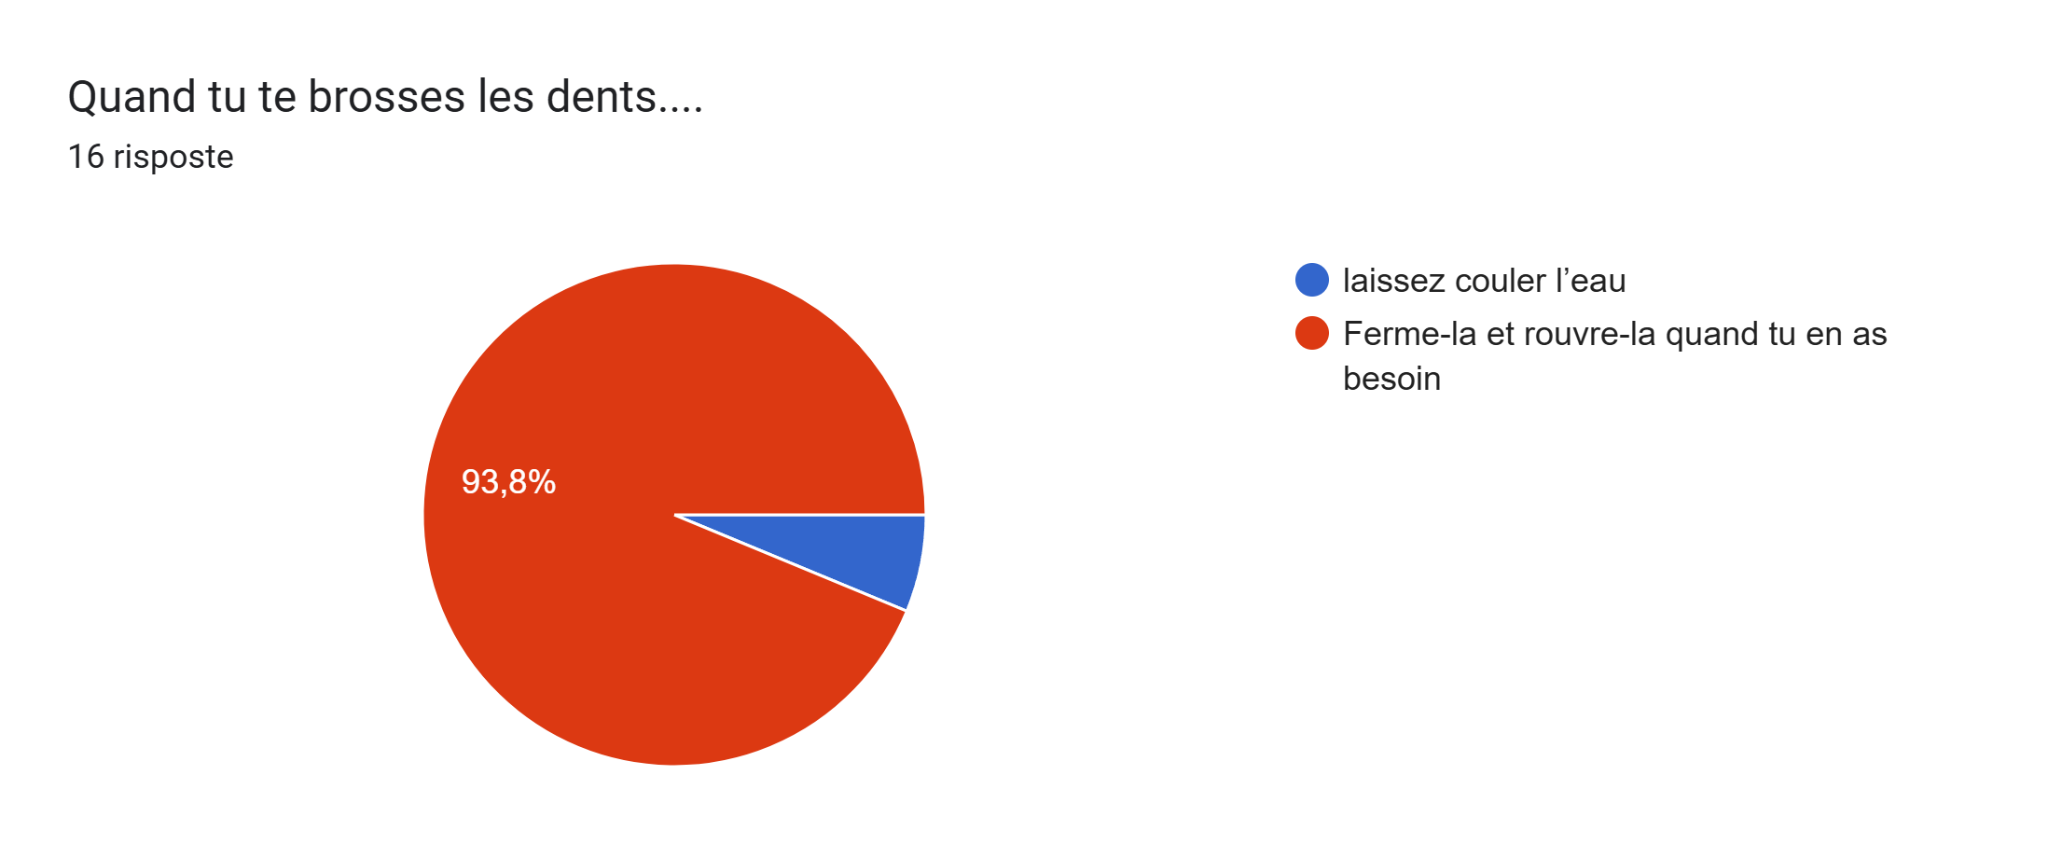 Quand tu te brosses les dents....
16 risposte
laissez couler l’eau
Ferme-la et rouvre-la quand tu en as
besoin
93,8%